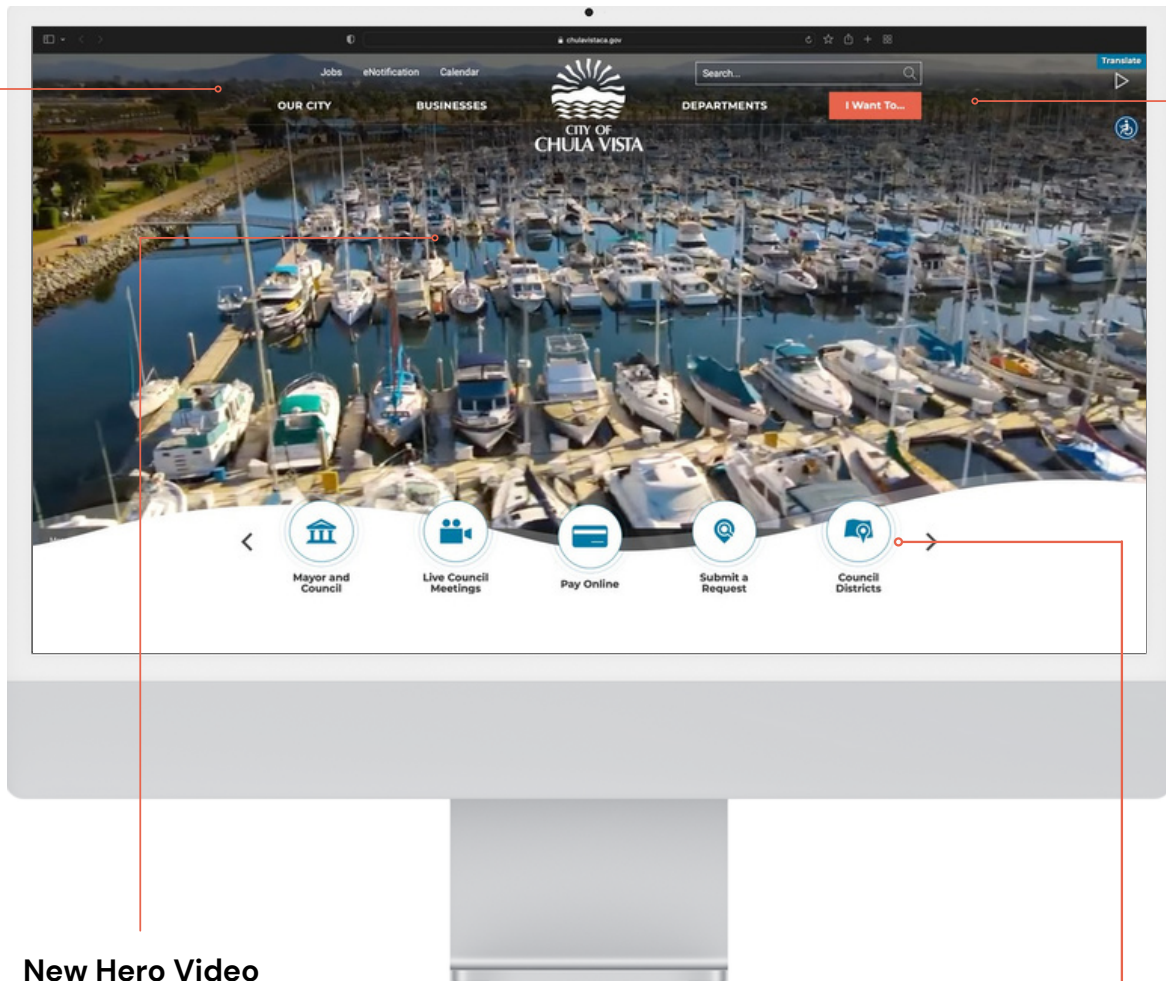 chulavistaca.gov
Translate
Jobs eNotification Calendar
Search...
OUR CITY BUSINESSES DEPARTMENTS I Want To...
CITY OF
CHULA VISTA
Mayor and
Council
Live Council
Meetings
Pay Online
Submit a
Request
Council
Districts
New Hero Video